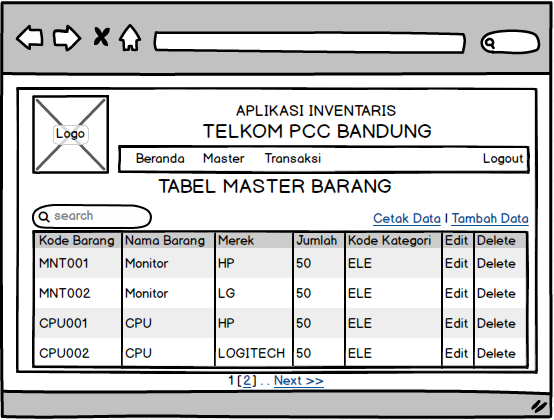 APLIKASI INVENTARIS
Logo
TELKOM PCC BANDUNG
Beranda Master Transaksi Logout
TABEL MASTER BARANG
search
Cetak Data | Tambah Data
Kode Barang Nama Barang Merek Jumlah Kode Kategori Edit Delete
MNT001 Monitor HP 50 ELE Edit Delete
MNT002 Monitor LG 50 ELE Edit Delete
CPU001 CPU HP 50 ELE Edit Delete
CPU002 CPU LOGITECH 50 ELE Edit Delete
1 [2] . . Next >>